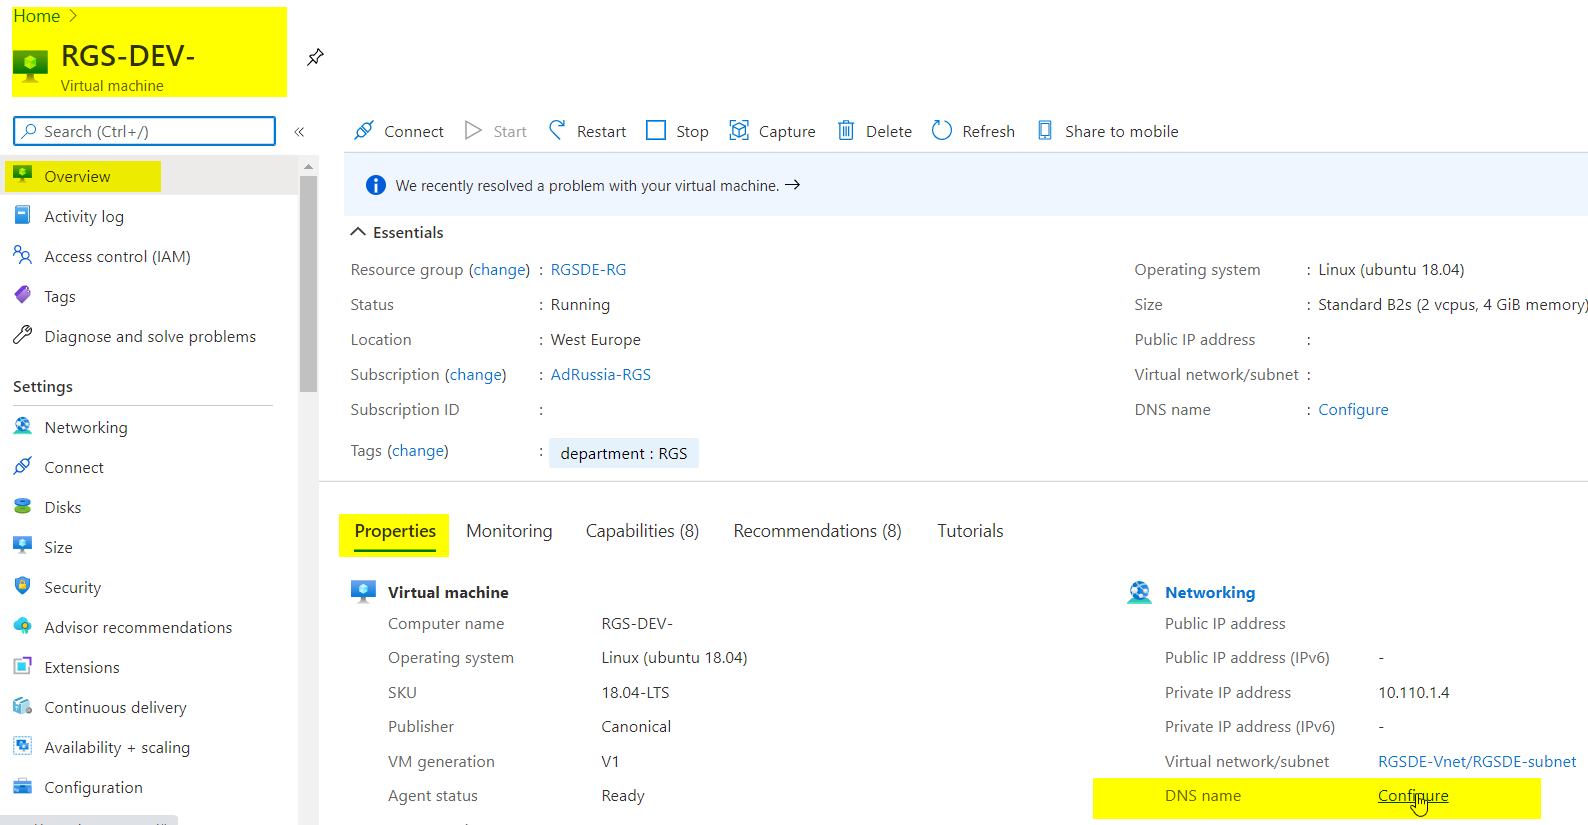 Home >
RGS-DEV-
Virtual machine
Search (Ctrl+/)
«
Connect
Start
Restart
Stop
Capture
Delete
Refresh
Share to mobile
Overview
Activity log
Access control (IAM)
Tags
Diagnose and solve problems
Settings
Networking
Connect
Disks
Size
Security
Advisor recommendations
Extensions
Continuous delivery
Availability + scaling
Configuration
We recently resolved a problem with your virtual machine. →
Essentials
Resource group (change) : RGSDE-RG
Status : Running
Location : West Europe
Subscription (change) : AdRussia-RGS
Subscription ID :
Tags (change) : department : RGS
Operating system : Linux (ubuntu 18.04)
Size : Standard B2s (2 vcpus, 4 GiB memory)
Public IP address :
Virtual network/subnet :
DNS name : Configure
Properties
Monitoring
Capabilities (8)
Recommendations (8)
Tutorials
Virtual machine
Computer name RGS-DEV-
Operating system Linux (ubuntu 18.04)
SKU 18.04-LTS
Publisher Canonical
VM generation V1
Agent status Ready
Networking
Public IP address
Public IP address (IPv6) -
Private IP address 10.110.1.4
Private IP address (IPv6) -
Virtual network/subnet RGSDE-Vnet/RGSDE-subnet
DNS name Configure